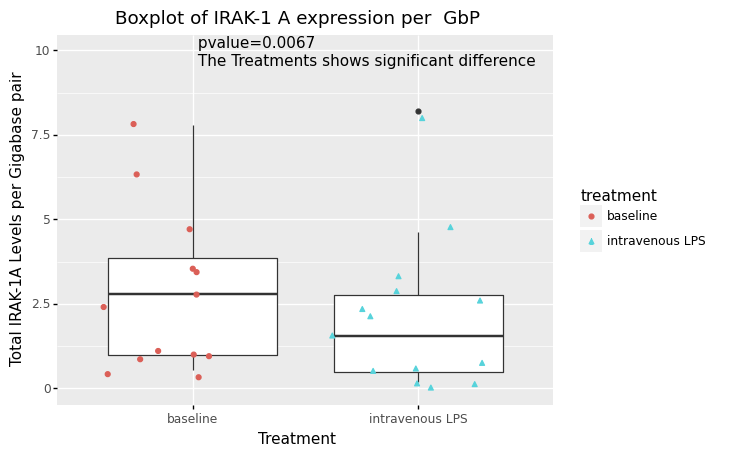 Boxplot of IRAK-1 A expression per  GbP
pvalue=0.0067
The Treatments shows significant difference
Total IRAK-1A Levels per Gigabase pair
10
7.5
5
2.5
0
baseline
intravenous LPS
Treatment
treatment
baseline
intravenous LPS